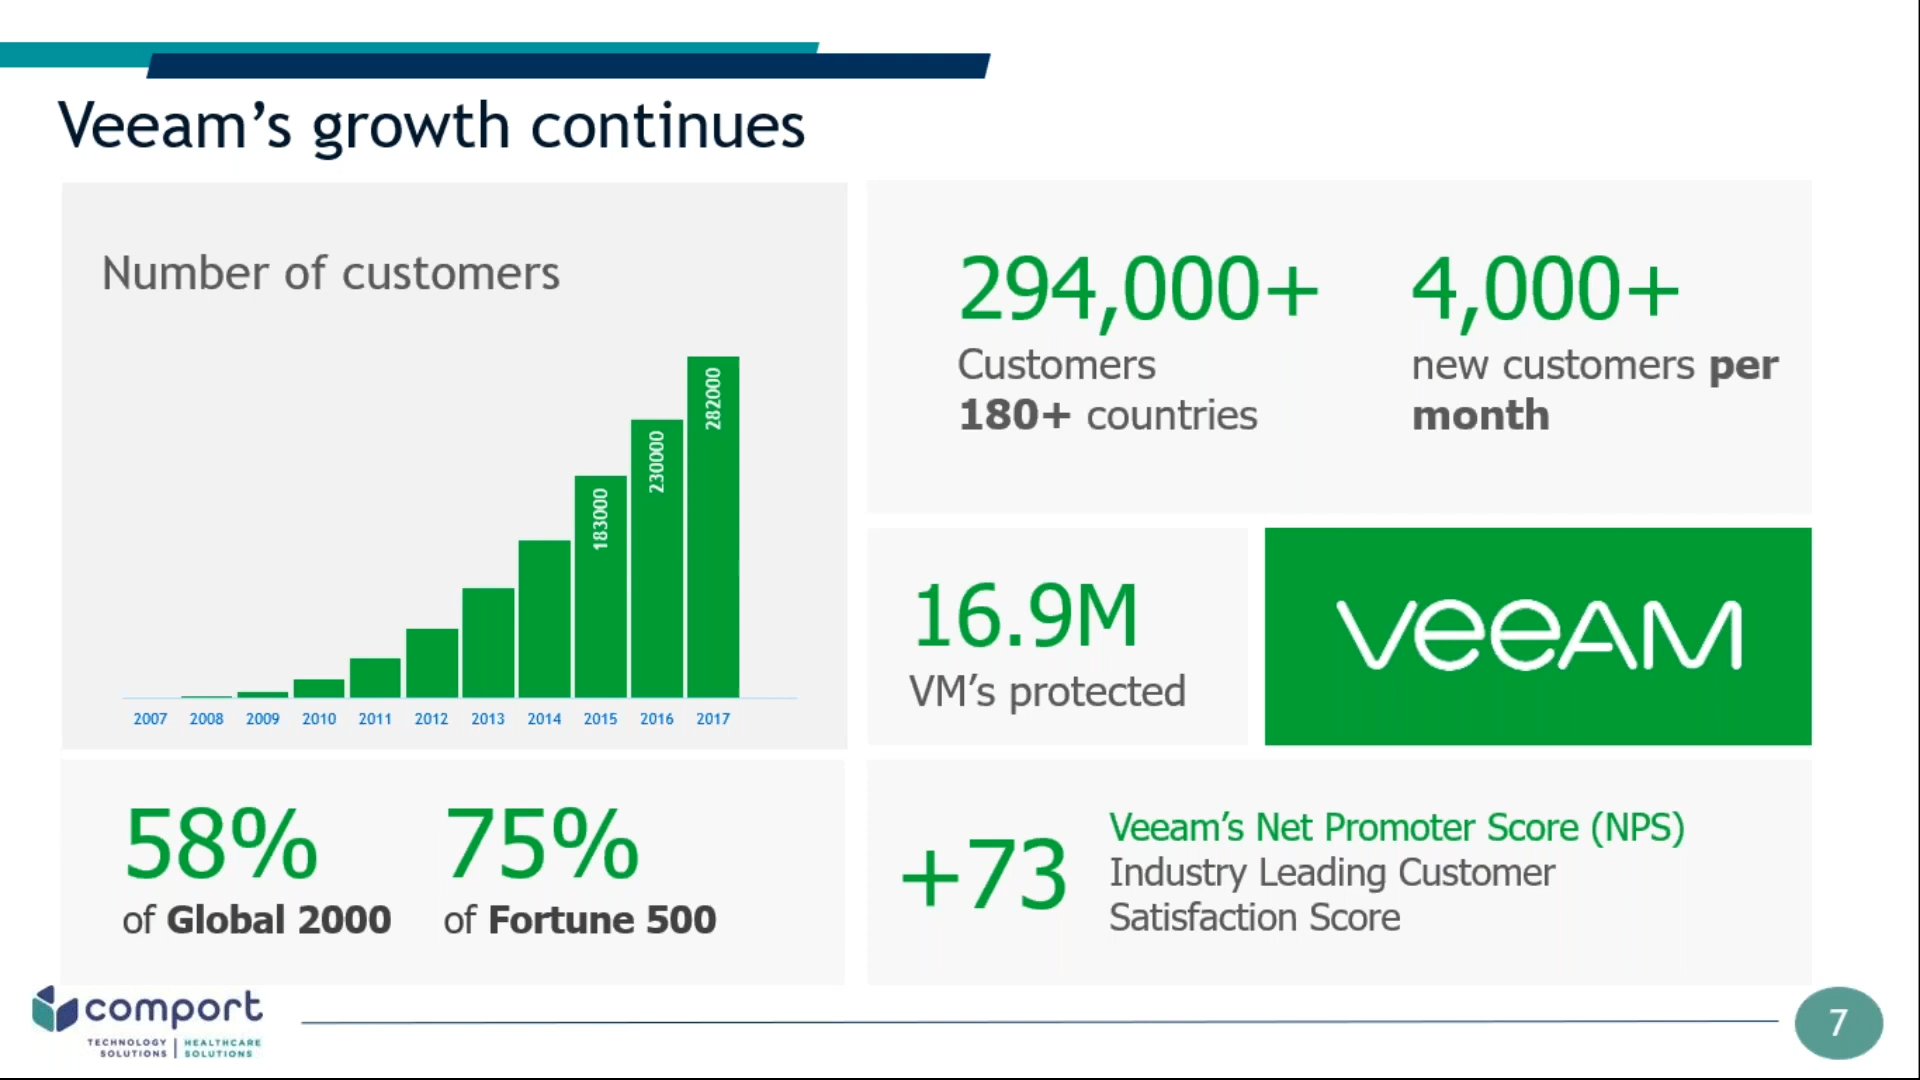 Veeam’s growth continues
Number of customers
183000
230000
282000
2007 2008 2009 2010 2011 2012 2013 2014 2015 2016 2017
294,000+
Customers
180+ countries
4,000+
new customers per
month
16.9M
VM’s protected
veeAM
58%
of Global 2000
75%
of Fortune 500
+73
Veeam’s Net Promoter Score (NPS)
Industry Leading Customer
Satisfaction Score
comport
TECHNOLOGY SOLUTIONS | HEALTHCARE SOLUTIONS
7